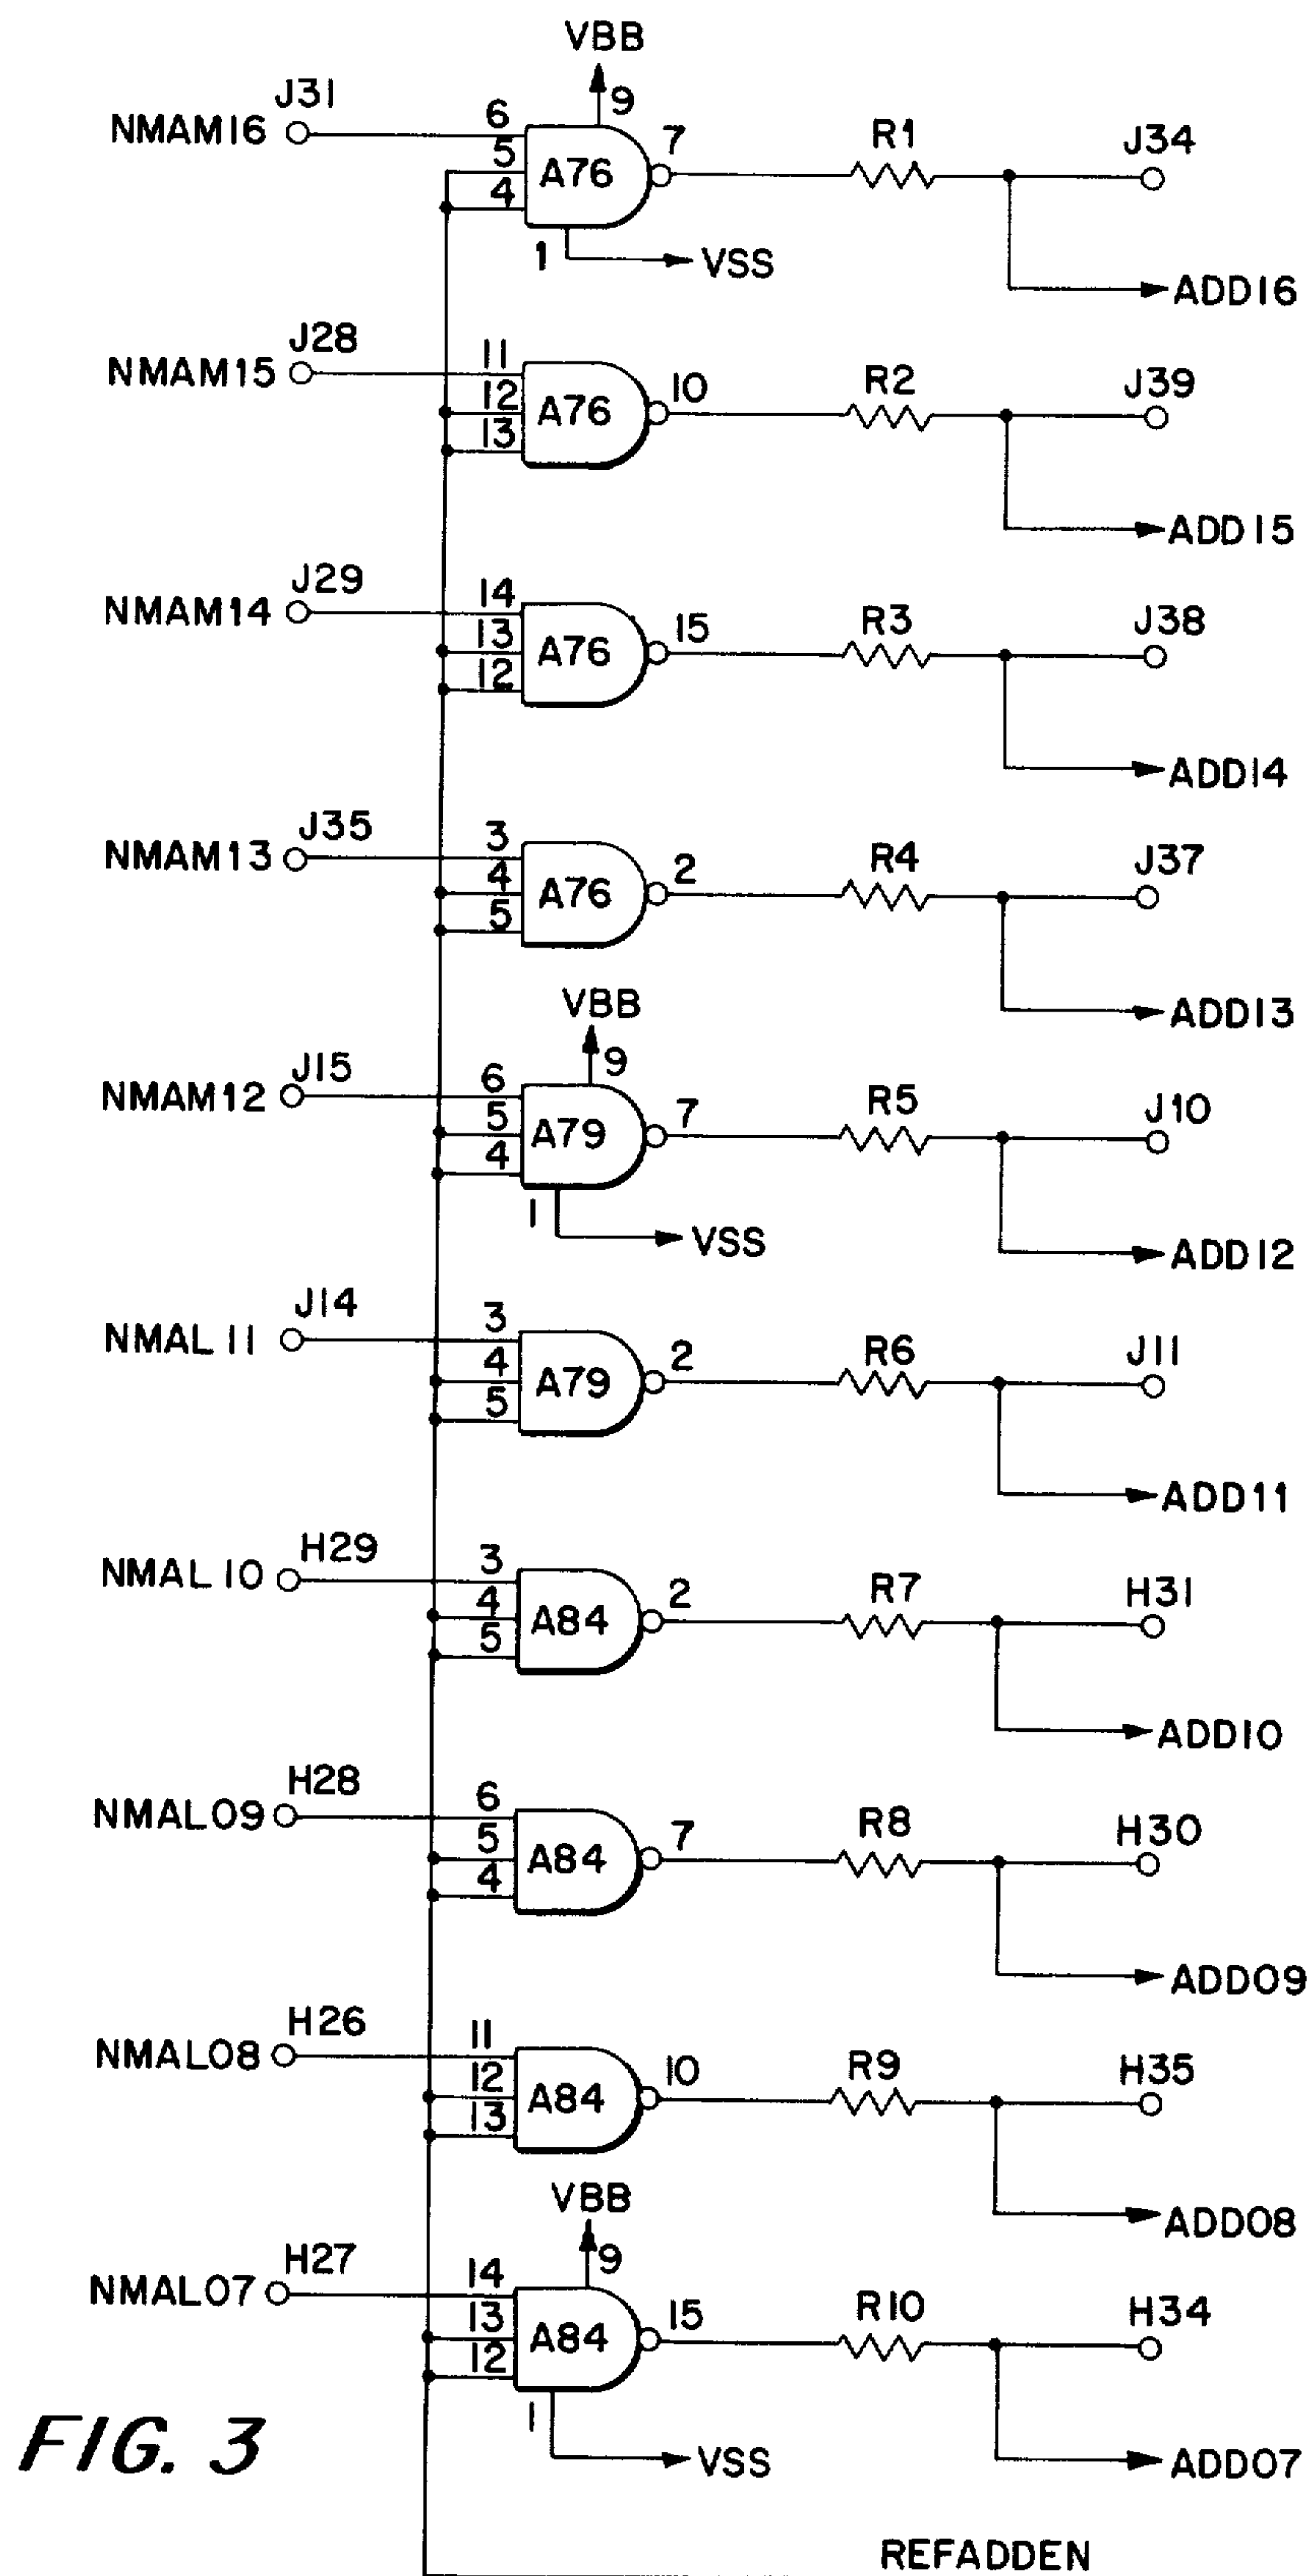 VBB
J31
NMAM16
6
5
4
A76
9
7
R1
J34
1
VSS
ADD16
J28
NMAM15
11
12
13
A76
10
R2
J39
ADD15
J29
NMAM14
14
13
12
A76
15
R3
J38
ADD14
J35
NMAM13
3
4
5
A76
2
R4
J37
ADD13
VBB
J15
NMAM12
6
5
4
A79
9
7
R5
J10
1
VSS
ADD12
J14
NMAL11
3
4
5
A79
2
R6
J11
ADD11
H29
NMAL10
3
4
5
A84
2
R7
H31
ADD10
H28
NMAL09
6
5
4
A84
7
R8
H30
ADD09
H26
NMAL08
11
12
13
A84
10
R9
H35
ADD08
VBB
H27
NMAL07
14
13
12
A84
9
15
R10
H34
1
VSS
ADD07
FIG. 3
REFADDEN